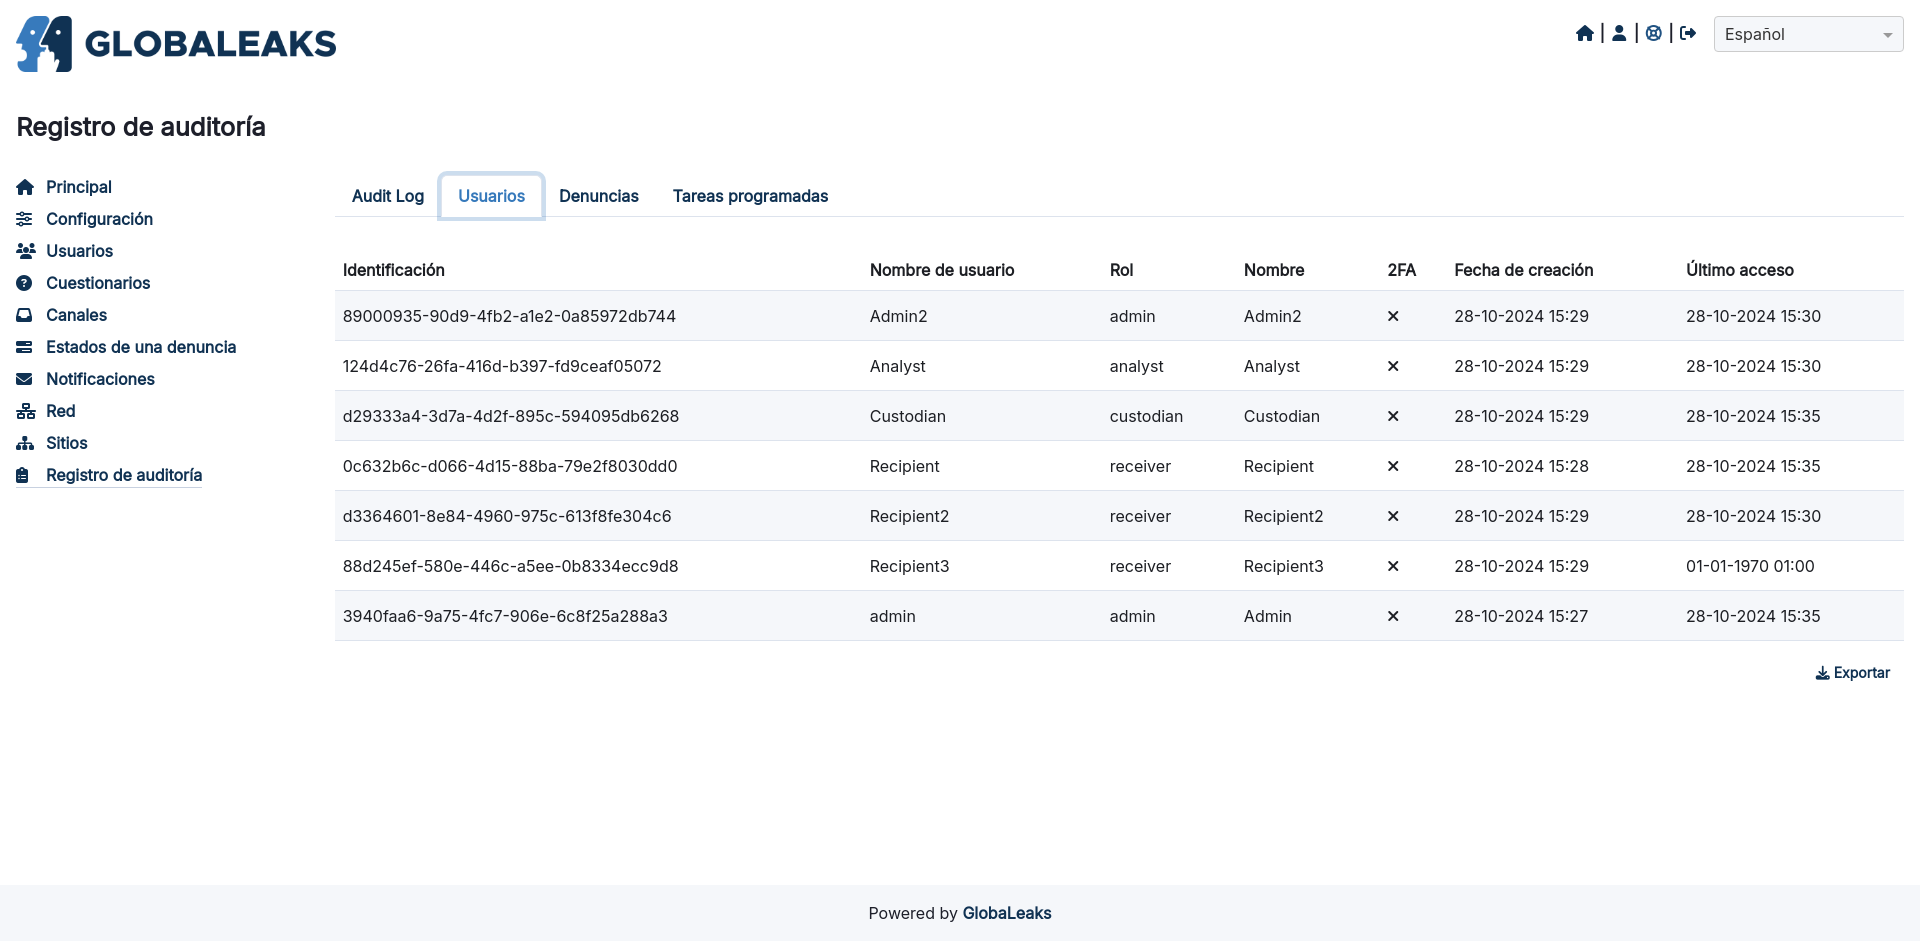 GLOBALEAKS
Español
Registro de auditoría
Principal
Configuración
Usuarios
Cuestionarios
Canales
Estados de una denuncia
Notificaciones
Red
Sitios
Registro de auditoría
Audit Log Usuarios Denuncias Tareas programadas
Identificación Nombre de usuario Rol Nombre 2FA Fecha de creación Último acceso
89000935-90d9-4fb2-a1e2-0a85972db744 Admin2 admin Admin2 28-10-2024 15:29 28-10-2024 15:30
124d4c76-26fa-416d-b397-fd9ceaf05072 Analyst analyst Analyst 28-10-2024 15:29 28-10-2024 15:30
d29333a4-3d7a-4d2f-895c-594095db6268 Custodian custodian Custodian 28-10-2024 15:29 28-10-2024 15:35
0c632b6c-d066-4d15-88ba-79e2f8030dd0 Recipient receiver Recipient 28-10-2024 15:28 28-10-2024 15:35
d3364601-8e84-4960-975c-613f8fe304c6 Recipient2 receiver Recipient2 28-10-2024 15:29 28-10-2024 15:30
88d245ef-580e-446c-a5ee-0b8334ecc9d8 Recipient3 receiver Recipient3 28-10-2024 15:29 01-01-1970 01:00
3940faa6-9a75-4fc7-906e-6c8f25a288a3 admin admin Admin 28-10-2024 15:27 28-10-2024 15:35
Exportar
Powered by GlobaLeaks